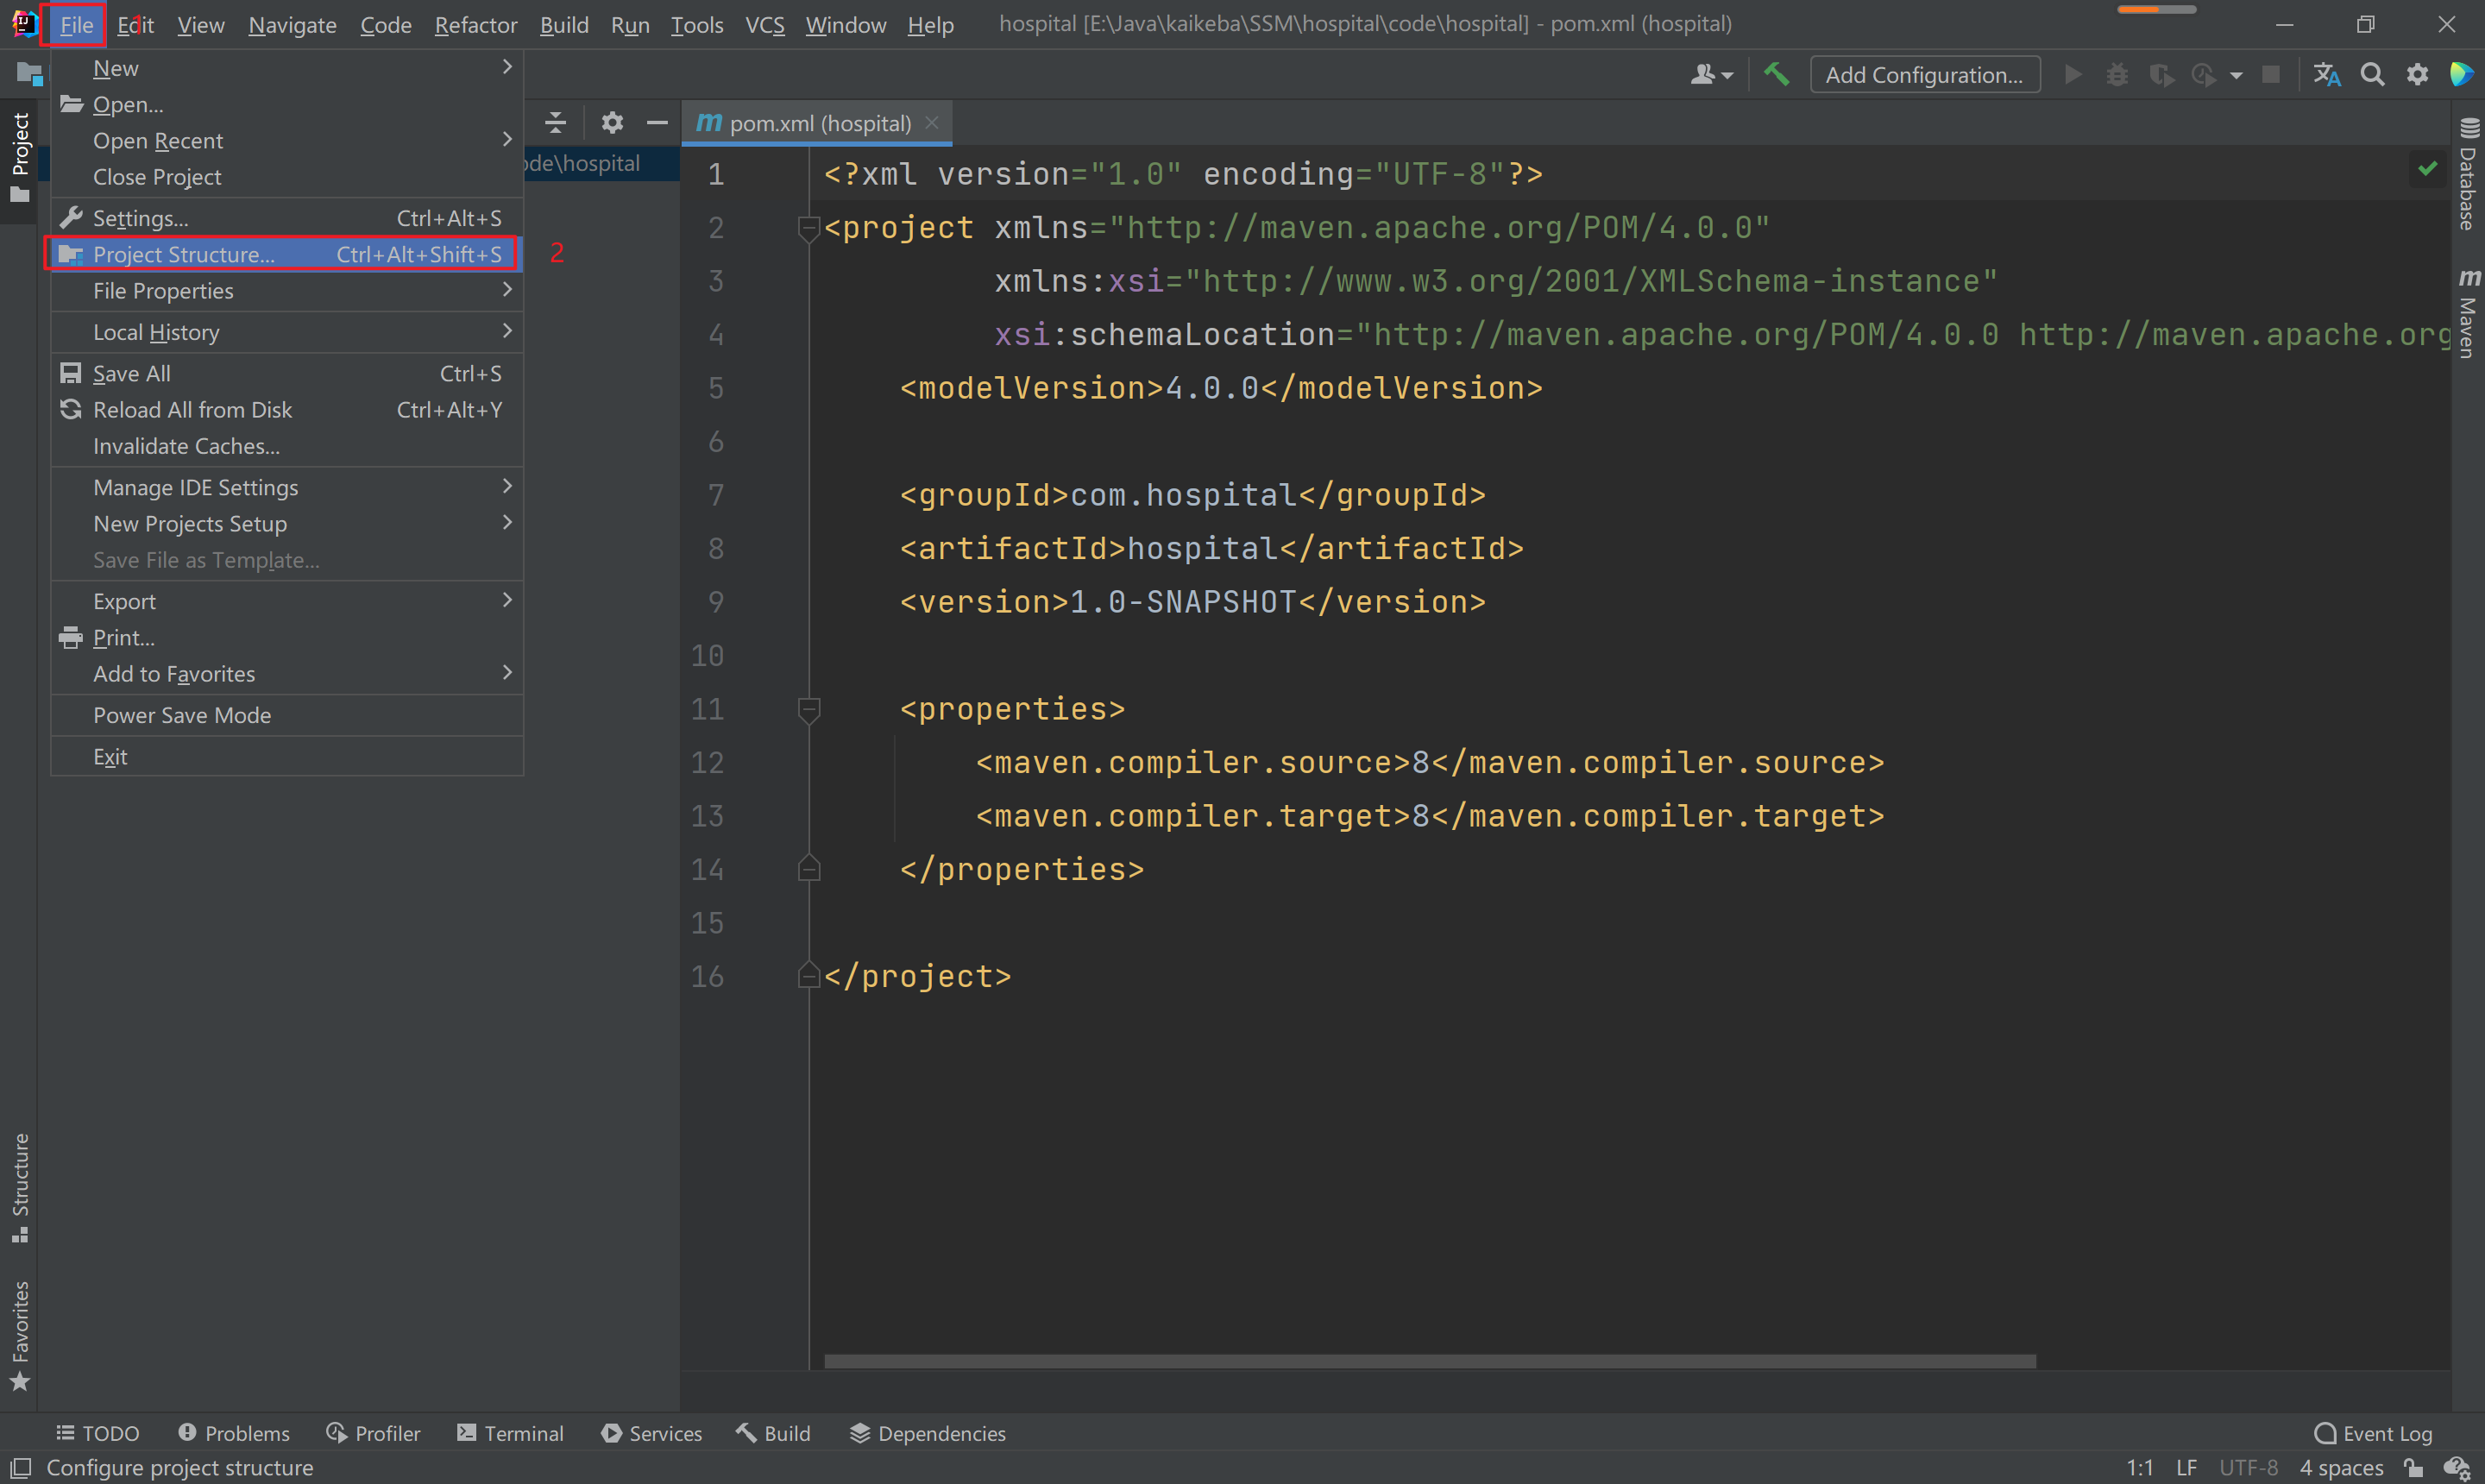 File Edit View Navigate Code Refactor Build Run Tools VCS Window Help hospital [E:\Java\kaikeba\SSM\hospital\code\hospital] - pom.xml (hospital)
1
Add Configuration...
New
Open...
Open Recent
Close Project
Settings... Ctrl+Alt+S
Project Structure... Ctrl+Alt+Shift+S
2
File Properties
Local History
Save All Ctrl+S
Reload All from Disk Ctrl+Alt+Y
Invalidate Caches...
Manage IDE Settings
New Projects Setup
Save File as Template...
Export
Print...
Add to Favorites
Power Save Mode
Exit
ode\hospital
pom.xml (hospital)
1 <?xml version="1.0" encoding="UTF-8"?>
2 <project xmlns="http://maven.apache.org/POM/4.0.0"
3 xmlns:xsi="http://www.w3.org/2001/XMLSchema-instance"
4 xsi:schemaLocation="http://maven.apache.org/POM/4.0.0 http://maven.apache.org
5 <modelVersion>4.0.0</modelVersion>
6
7 <groupId>com.hospital</groupId>
8 <artifactId>hospital</artifactId>
9 <version>1.0-SNAPSHOT</version>
10
11 <properties>
12 <maven.compiler.source>8</maven.compiler.source>
13 <maven.compiler.target>8</maven.compiler.target>
14 </properties>
15
16 </project>
Project
Structure
Favorites
Database
Maven
TODO Problems Profiler Terminal Services Build Dependencies Event Log
Configure project structure 1:1 LF UTF-8 4 spaces